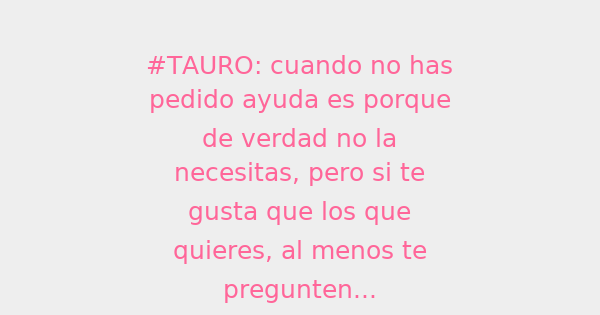 #TAURO: cuando no has
pedido ayuda es porque
de verdad no la
necesitas, pero si te
gusta que los que
quieres, al menos te
pregunten...